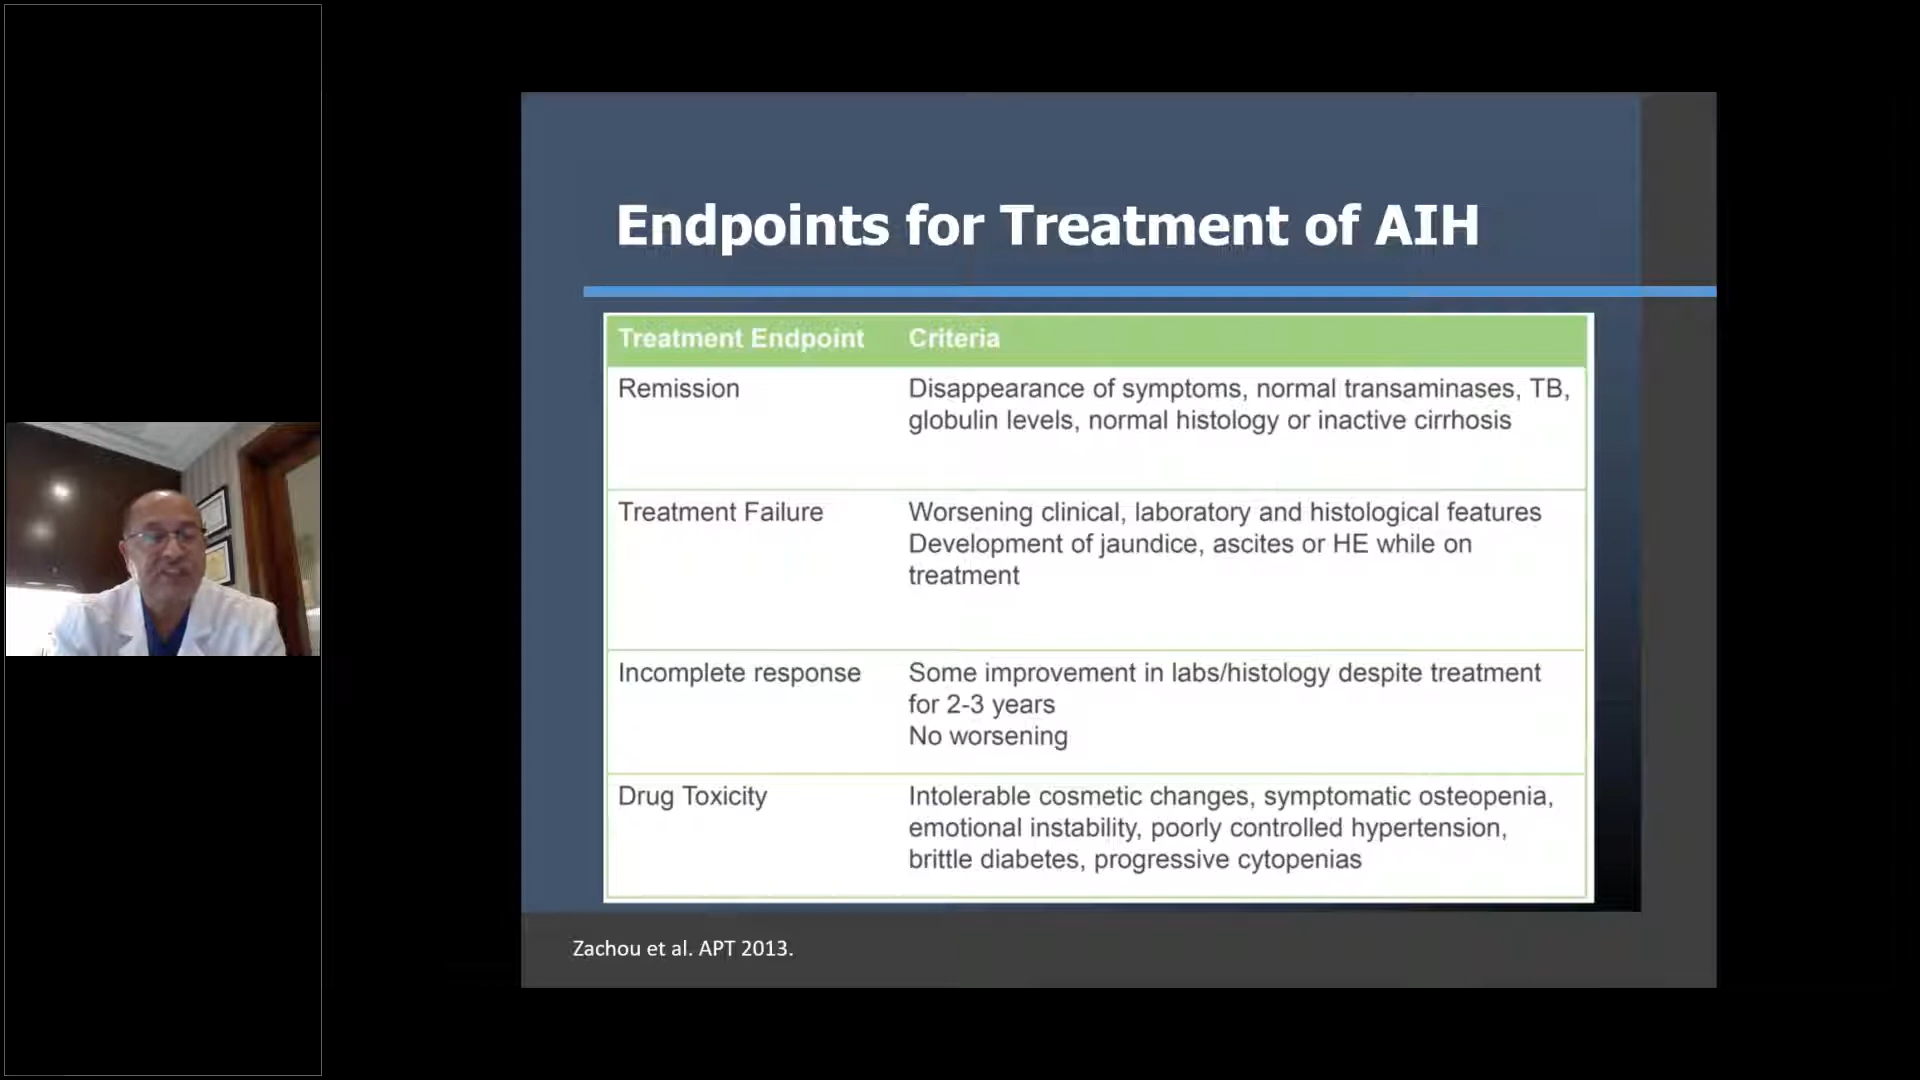 Endpoints for Treatment of AIH
Treatment Endpoint Criteria
Remission Disappearance of symptoms, normal transaminases, TB,
globulin levels, normal histology or inactive cirrhosis
Treatment Failure Worsening clinical, laboratory and histological features
Development of jaundice, ascites or HE while on
treatment
Incomplete response Some improvement in labs/histology despite treatment
for 2-3 years
No worsening
Drug Toxicity Intolerable cosmetic changes, symptomatic osteopenia,
emotional instability, poorly controlled hypertension,
brittle diabetes, progressive cytopenias
Zachou et al. APT 2013.